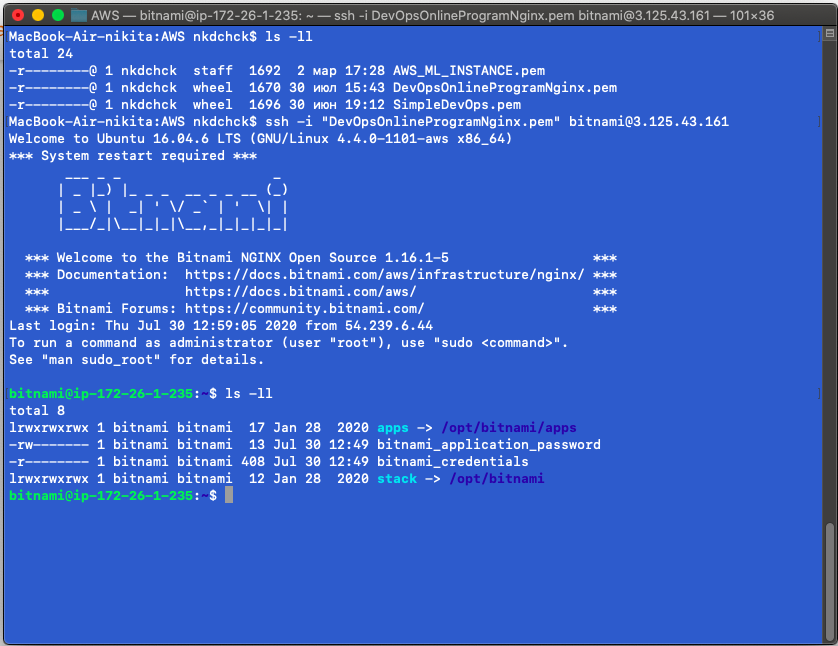 AWS — bitnami@ip-172-26-1-235: ~ — ssh -i DevOpsOnlineProgramNginx.pem bitnami@3.125.43.161 — 101×36
MacBook-Air-nikita:AWS nkdchck$ ls -ll
total 24
-r--------@ 1 nkdchck  staff  1692  2 мар 17:28 AWS_ML_INSTANCE.pem
-r--------@ 1 nkdchck  wheel  1670 30 июл 15:43 DevOpsOnlineProgramNginx.pem
-r--------@ 1 nkdchck  wheel  1696 30 июн 19:12 SimpleDevOps.pem
MacBook-Air-nikita:AWS nkdchck$ ssh -i "DevOpsOnlineProgramNginx.pem" bitnami@3.125.43.161
Welcome to Ubuntu 16.04.6 LTS (GNU/Linux 4.4.0-1101-aws x86_64)
*** System restart required ***
       ___ _ _                   _
      | _ |_) |_ _ _  __ _ _ __ (_)
      | _ \ |  _| ' \/ _` | '  \| |
      |___/_|\__|_|_|\__,_|_|_|_|_|

  *** Welcome to the Bitnami NGINX Open Source 1.16.1-5                  ***
  *** Documentation:  https://docs.bitnami.com/aws/infrastructure/nginx/ ***
  ***                 https://docs.bitnami.com/aws/                      ***
  *** Bitnami Forums: https://community.bitnami.com/                     ***
Last login: Thu Jul 30 12:59:05 2020 from 54.239.6.44
To run a command as administrator (user "root"), use "sudo <command>".
See "man sudo_root" for details.

bitnami@ip-172-26-1-235:~$ ls -ll
total 8
lrwxrwxrwx 1 bitnami bitnami  17 Jan 28  2020 apps -> /opt/bitnami/apps
-rw------- 1 bitnami bitnami  13 Jul 30 12:49 bitnami_application_password
-r-------- 1 bitnami bitnami 408 Jul 30 12:49 bitnami_credentials
lrwxrwxrwx 1 bitnami bitnami  12 Jan 28  2020 stack -> /opt/bitnami
bitnami@ip-172-26-1-235:~$